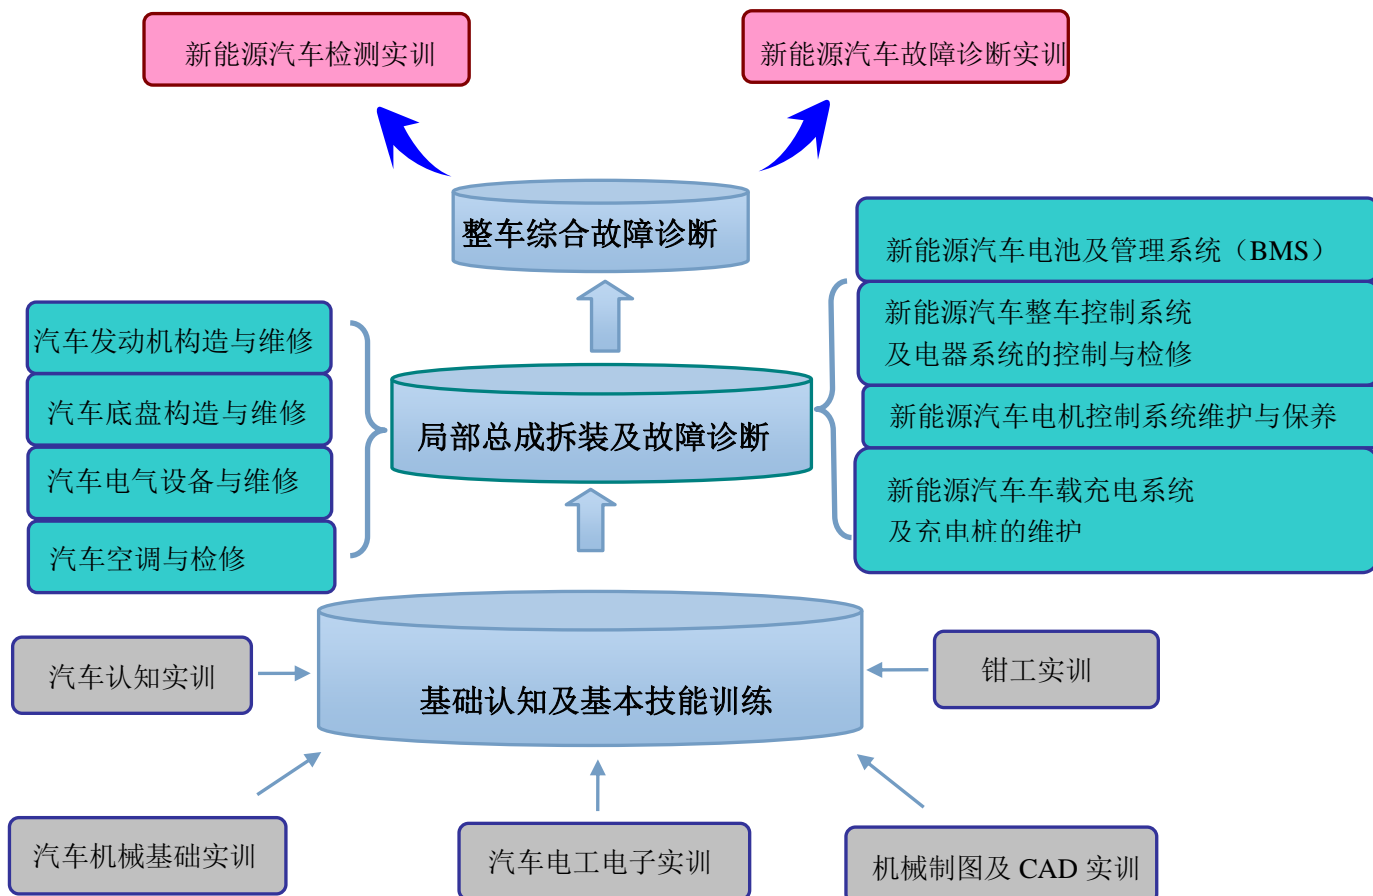 新能源汽车检测实训
新能源汽车故障诊断实训
整车综合故障诊断
新能源汽车电池及管理系统（BMS）
新能源汽车整车控制系统
及电器系统的控制与检修
新能源汽车电机控制系统维护与保养
新能源汽车车载充电系统
及充电桩的维护
汽车发动机构造与维修
汽车底盘构造与维修
汽车电气设备与维修
汽车空调与检修
局部总成拆装及故障诊断
汽车认知实训
基础认知及基本技能训练
钳工实训
汽车机械基础实训
汽车电工电子实训
机械制图及 CAD 实训